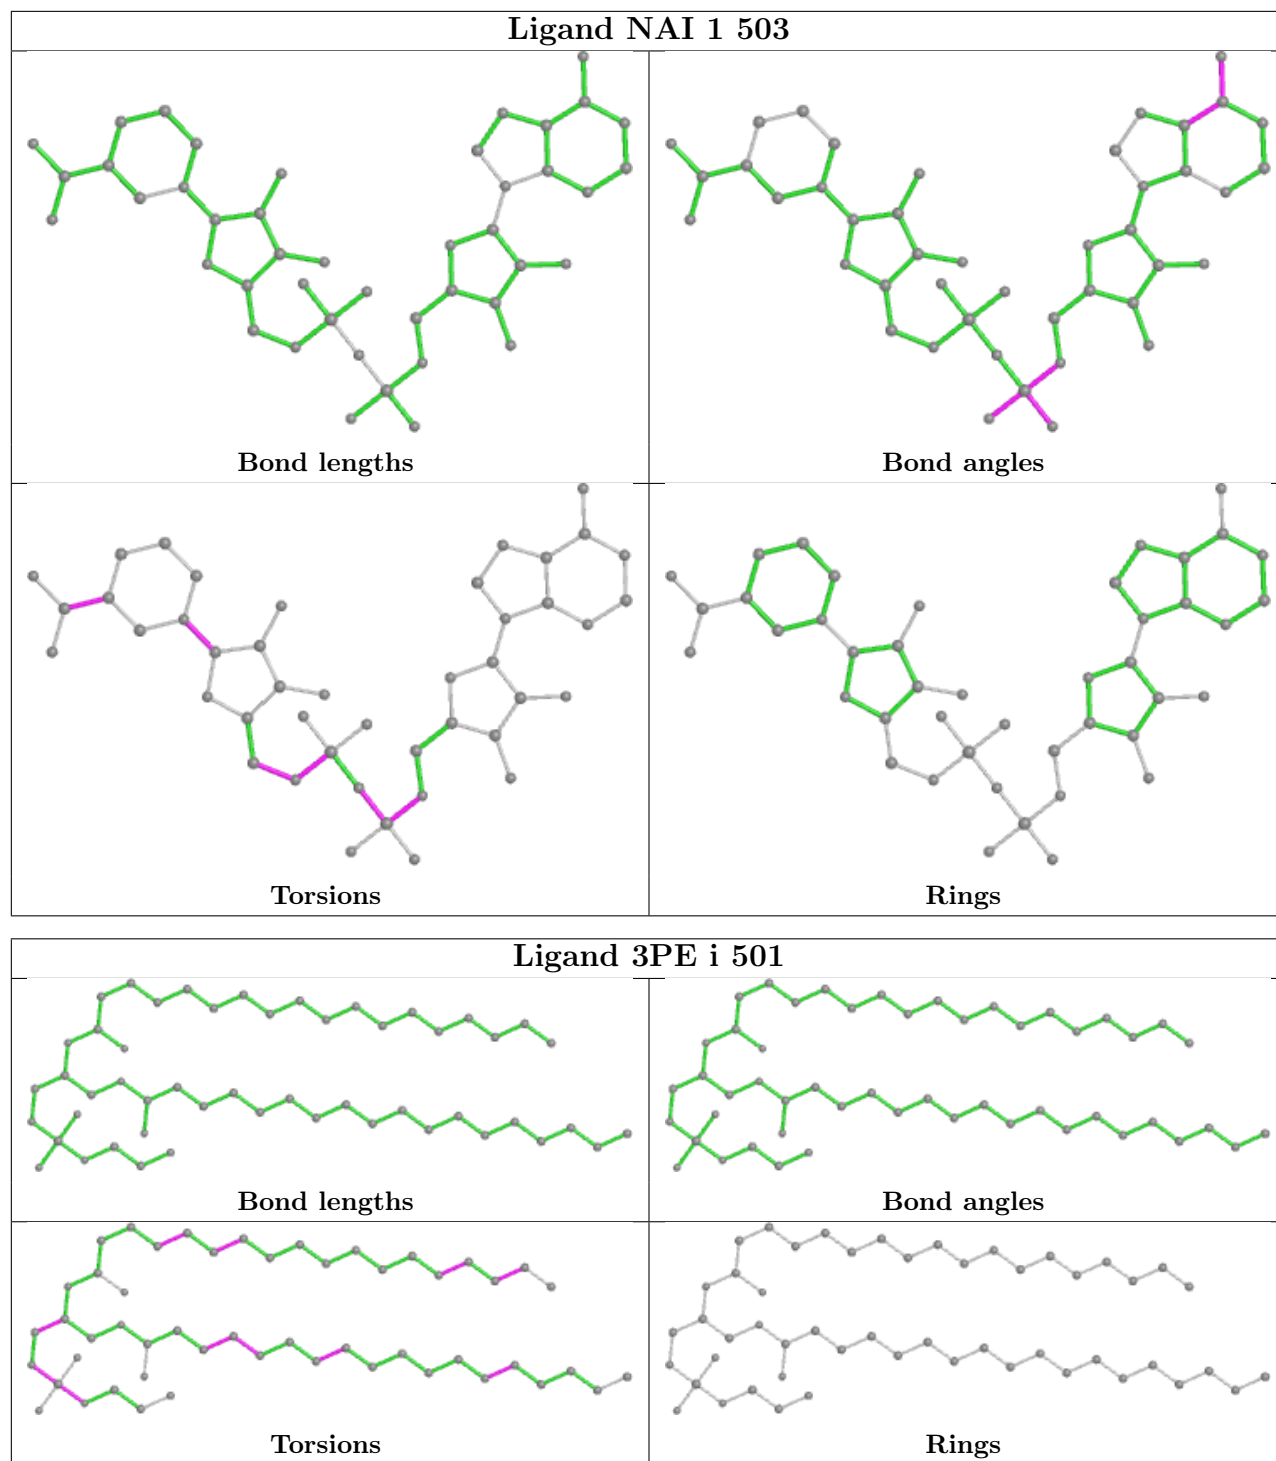 Ligand NAI 1 503
Bond lengths
Bond angles
Torsions
Rings
Ligand 3PE i 501
Bond lengths
Bond angles
Torsions
Rings